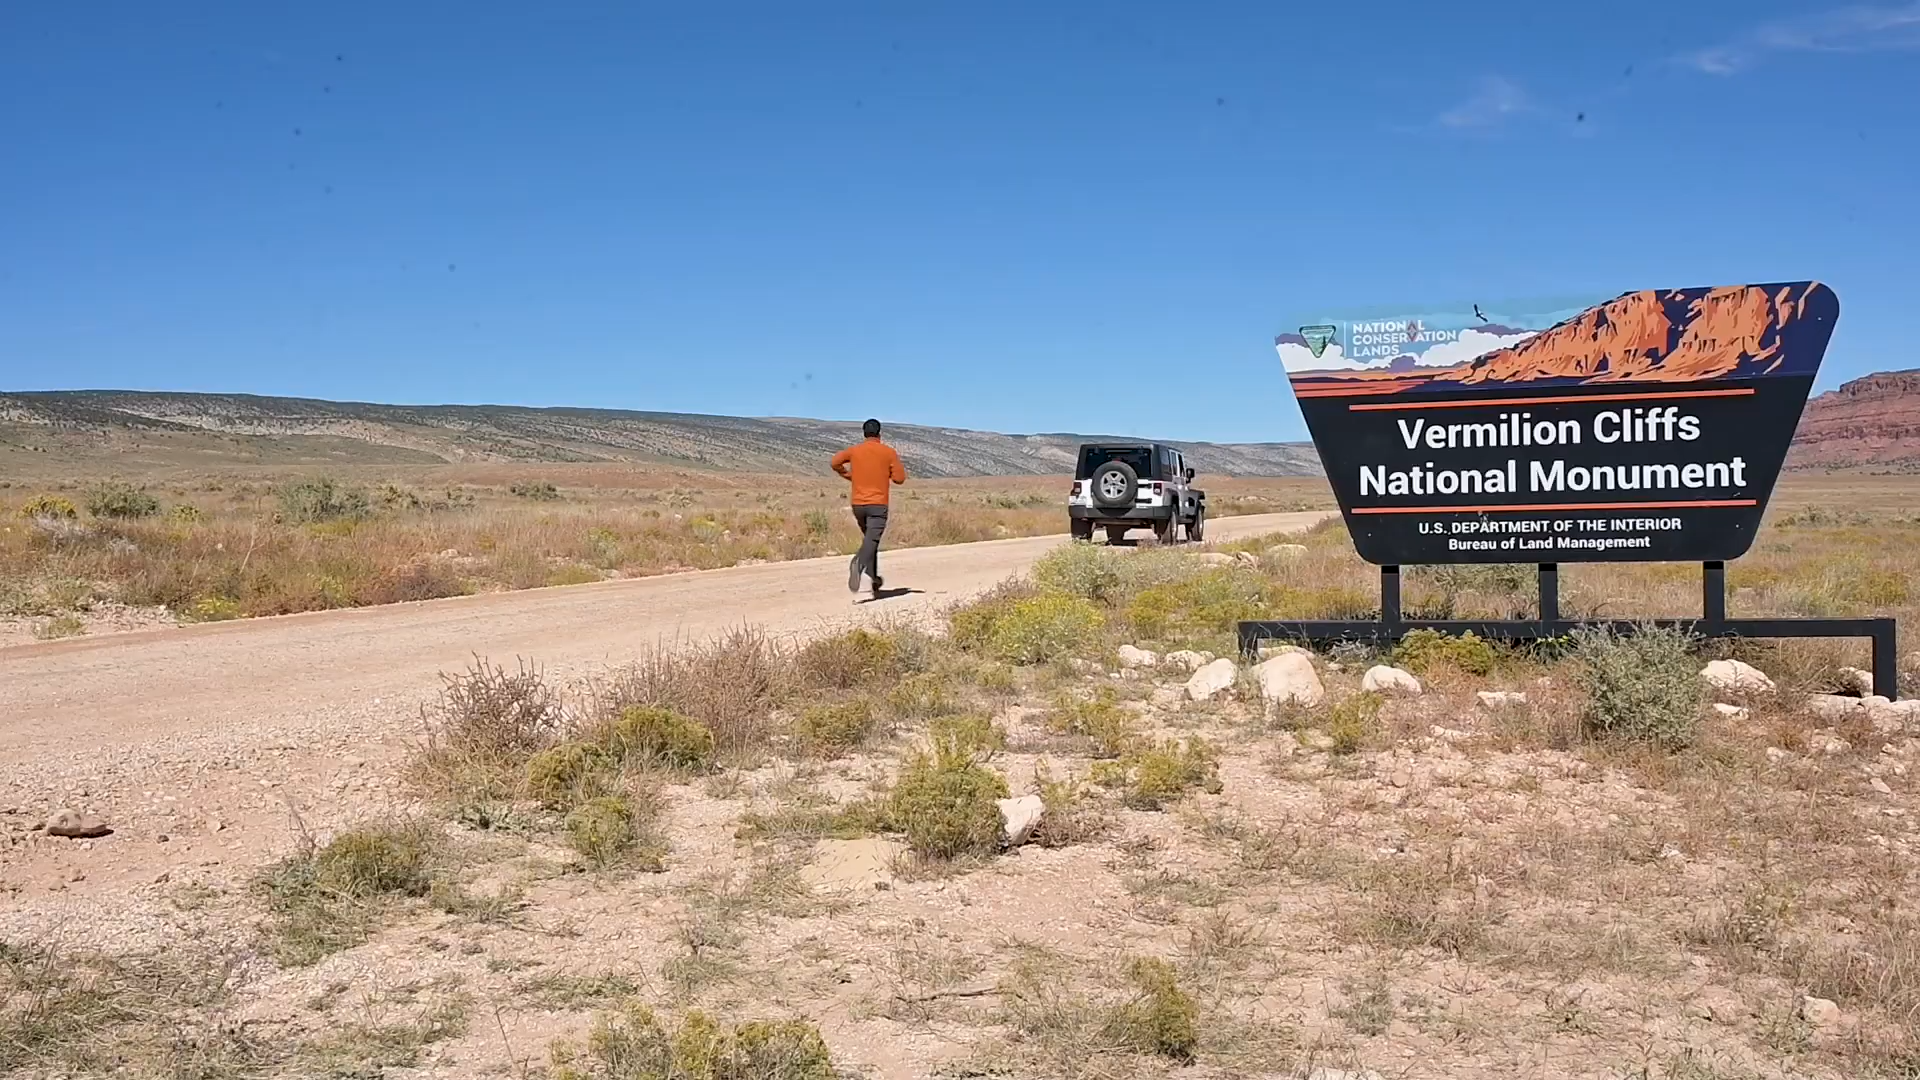 NATIONAL
CONSERVATION
LANDS
Vermilion Cliffs
National Monument
U.S. DEPARTMENT OF THE INTERIOR
Bureau of Land Management